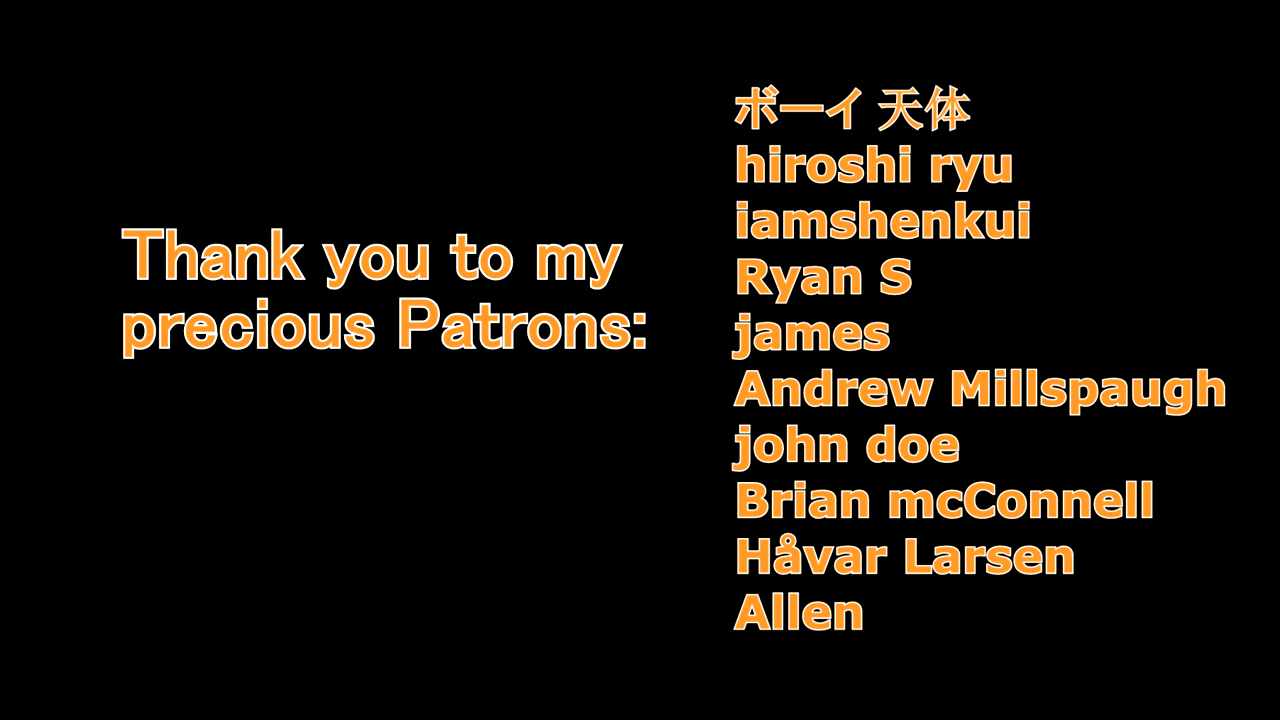 Thank you to my
precious Patrons:
ボーイ 天体
hiroshi ryu
iamshenkui
Ryan S
james
Andrew Millspaugh
john doe
Brian mcConnell
Håvar Larsen
Allen